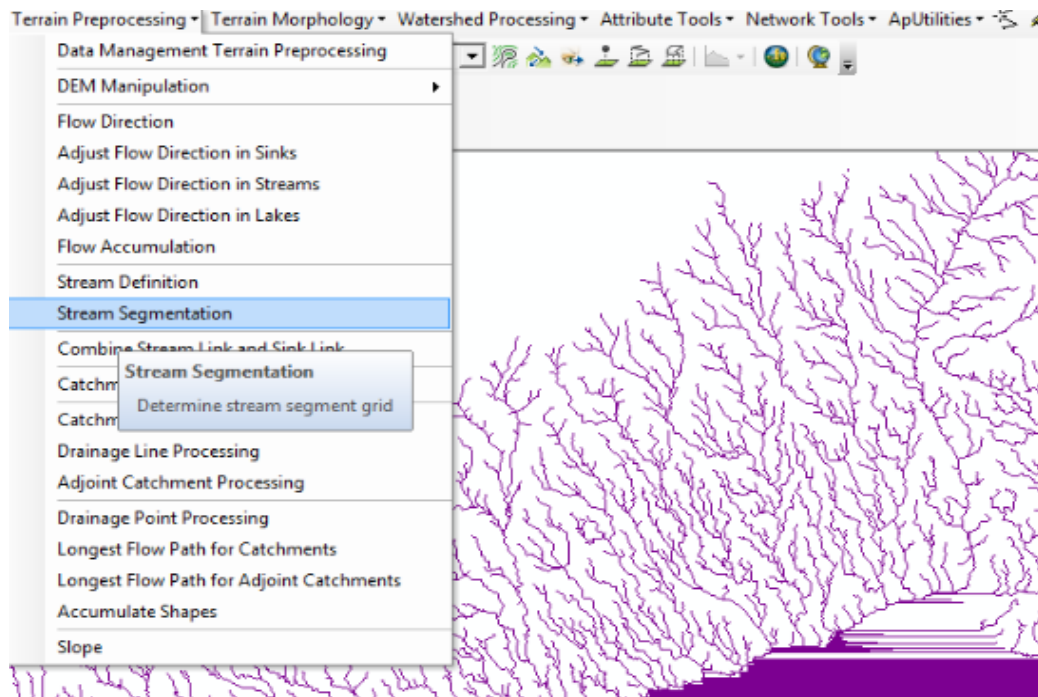 Terrain Preprocessing Terrain Morphology Watershed Processing Attribute Tools Network Tools ApUtilities
Data Management Terrain Preprocessing
DEM Manipulation
Flow Direction
Adjust Flow Direction in Sinks
Adjust Flow Direction in Streams
Adjust Flow Direction in Lakes
Flow Accumulation
Stream Definition
Stream Segmentation
Combine Stream Link and Sink Link
Stream Segmentation
Determine stream segment grid
Catchm
Catchm
Drainage Line Processing
Adjoint Catchment Processing
Drainage Point Processing
Longest Flow Path for Catchments
Longest Flow Path for Adjoint Catchments
Accumulate Shapes
Slope